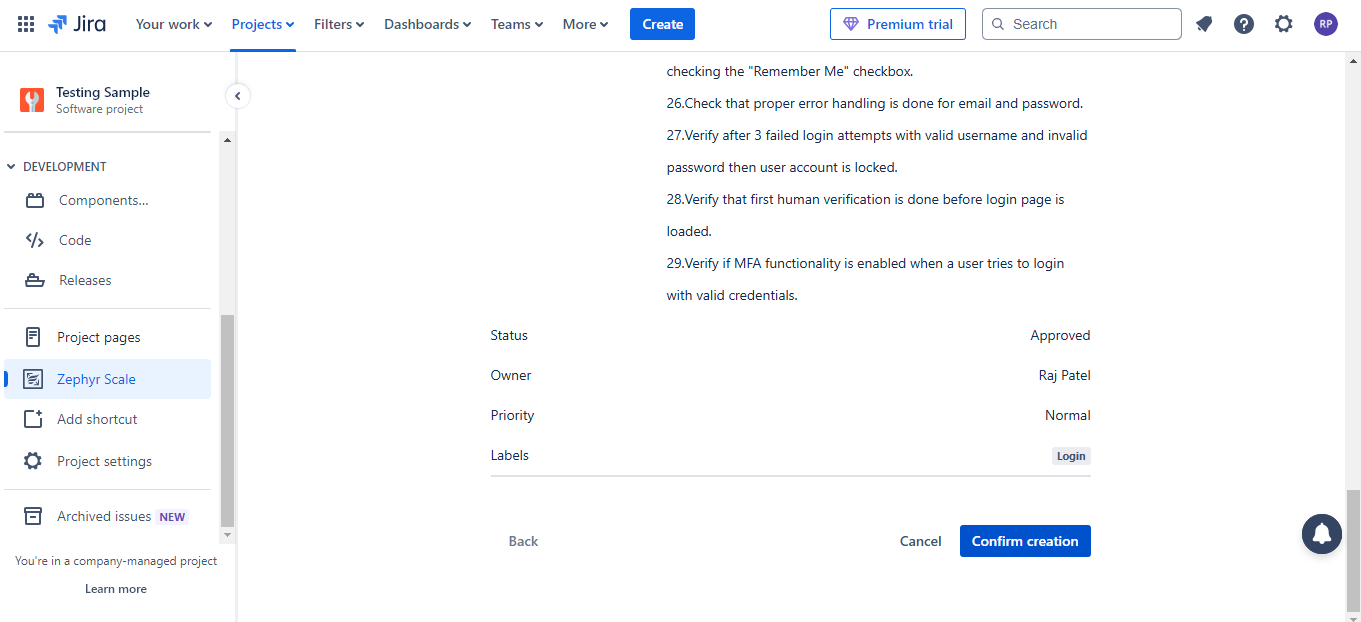 Jira
Your work
Projects
Filters
Dashboards
Teams
More
Create
Premium trial
Search
RP
Testing Sample
Software project
DEVELOPMENT
Components...
Code
Releases
Project pages
Zephyr Scale
Add shortcut
Project settings
Archived issues NEW
You're in a company-managed project
Learn more
checking the "Remember Me" checkbox.
26.Check that proper error handling is done for email and password.
27.Verify after 3 failed login attempts with valid username and invalid
password then user account is locked.
28.Verify that first human verification is done before login page is
loaded.
29.Verify if MFA functionality is enabled when a user tries to login
with valid credentials.
Status Approved
Owner Raj Patel
Priority Normal
Labels Login
Back
Cancel
Confirm creation